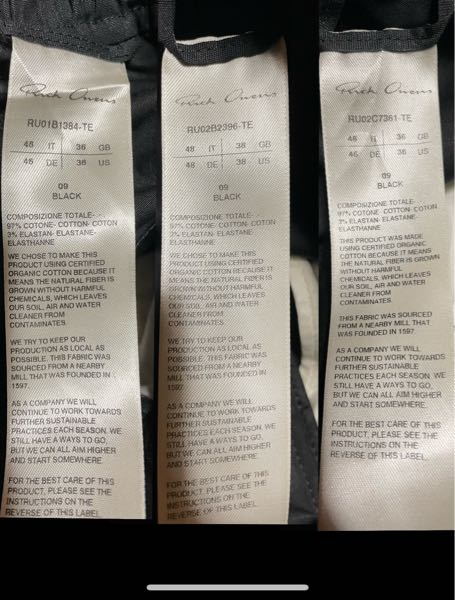 Rick Owens
RU01B1384-TE
48 IT 36 GB
46 DE 36 US
09
BLACK
COMPOSIZIONE TOTALE- -
97% COTONE- COTTON- COTTON
3% ELASTAN- ELASTANE-
ELASTHANNE
WE CHOSE TO MAKE THIS
PRODUCT USING CERTIFIED
ORGANIC COTTON BECAUSE IT
MEANS THE NATURAL FIBER IS
GROWN WITHOUT HARMFUL
CHEMICALS, WHICH LEAVES
OUR SOIL, AIR AND WATER
CLEANER FROM
CONTAMINATES.
WE TRY TO KEEP OUR
PRODUCTION AS LOCAL AS
POSSIBLE. THIS FABRIC WAS
SOURCED FROM A NEARBY
MILL THAT WAS FOUNDED IN
1597.
AS A COMPANY WE WILL
CONTINUE TO WORK TOWARDS
FURTHER SUSTAINABLE
PRACTICES EACH SEASON. WE
STILL HAVE A WAYS TO GO,
BUT WE CAN ALL AIM HIGHER
AND START SOMEWHERE.
FOR THE BEST CARE OF THIS
PRODUCT, PLEASE SEE THE
INSTRUCTIONS ON THE
REVERSE OF THIS LABEL.
Rick Owens
RU02B2396-TE
48 IT 38 GB
46 DE 38 US
09
BLACK
COMPOSIZIONE TOTALE- -
97% COTONE- COTTON- COTTON
3% ELASTAN- ELASTANE-
ELASTHANNE
WE CHOSE TO MAKE THIS
PRODUCT USING CERTIFIED
ORGANIC COTTON BECAUSE IT
MEANS THE NATURAL FIBER IS
GROWN WITHOUT HARMFUL
CHEMICALS, WHICH LEAVES
OUR SOIL, AIR AND WATER
CLEANER FROM
CONTAMINATES.
WE TRY TO KEEP OUR
PRODUCTION AS LOCAL AS
POSSIBLE. THIS FABRIC WAS
SOURCED FROM A NEARBY
MILL THAT WAS FOUNDED IN
1597.
AS A COMPANY WE WILL
CONTINUE TO WORK TOWARDS
FURTHER SUSTAINABLE
PRACTICES EACH SEASON. WE
STILL HAVE A WAYS TO GO,
BUT WE CAN ALL AIM HIGHER
AND START SOMEWHERE.
FOR THE BEST CARE OF THIS
PRODUCT, PLEASE SEE THE
INSTRUCTIONS ON THE
REVERSE OF THIS LABEL.
Rick Owens
RU02C7361-TE
48 IT 36 GB
46 DE 36 US
09
BLACK
COMPOSIZIONE TOTALE- -
97% COTONE- COTTON- COTTON
3% ELASTAN- ELASTANE-
ELASTHANNE
THIS PRODUCT WAS MADE
USING CERTIFIED ORGANIC
COTTON BECAUSE IT MEANS
THE NATURAL FIBER IS GROWN
WITHOUT HARMFUL
CHEMICALS, WHICH LEAVES
OUR SOIL, AIR AND WATER
CLEANER FROM
CONTAMINATES.
THIS FABRIC WAS SOURCED
FROM A NEARBY MILL THAT
WAS FOUNDED IN 1597.
AS A COMPANY WE WILL
CONTINUE TO WORK TOWARDS
FURTHER SUSTAINABLE
PRACTICES EACH SEASON. WE
STILL HAVE A WAYS TO GO,
BUT WE CAN ALL AIM HIGHER
AND START SOMEWHERE.
FOR THE BEST CARE OF THIS
PRODUCT, PLEASE SEE THE
INSTRUCTIONS ON THE
REVERSE OF THIS LABEL.